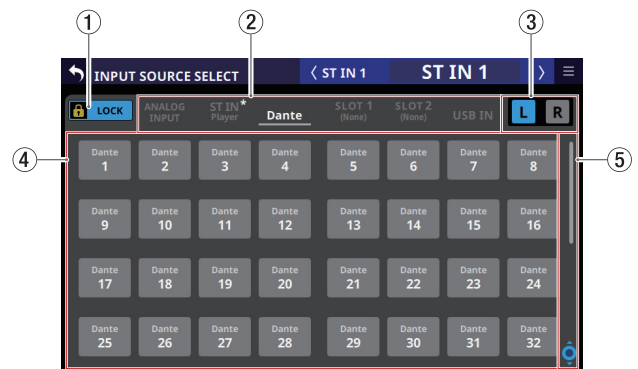 1 2 3
INPUT SOURCE SELECT ST IN 1 ST IN 1
LOCK ANALOG INPUT ST IN* Player Dante SLOT 1 (None) SLOT 2 (None) USB IN L R
4 5
Dante 1 Dante 2 Dante 3 Dante 4 Dante 5 Dante 6 Dante 7 Dante 8
Dante 9 Dante 10 Dante 11 Dante 12 Dante 13 Dante 14 Dante 15 Dante 16
Dante 17 Dante 18 Dante 19 Dante 20 Dante 21 Dante 22 Dante 23 Dante 24
Dante 25 Dante 26 Dante 27 Dante 28 Dante 29 Dante 30 Dante 31 Dante 32